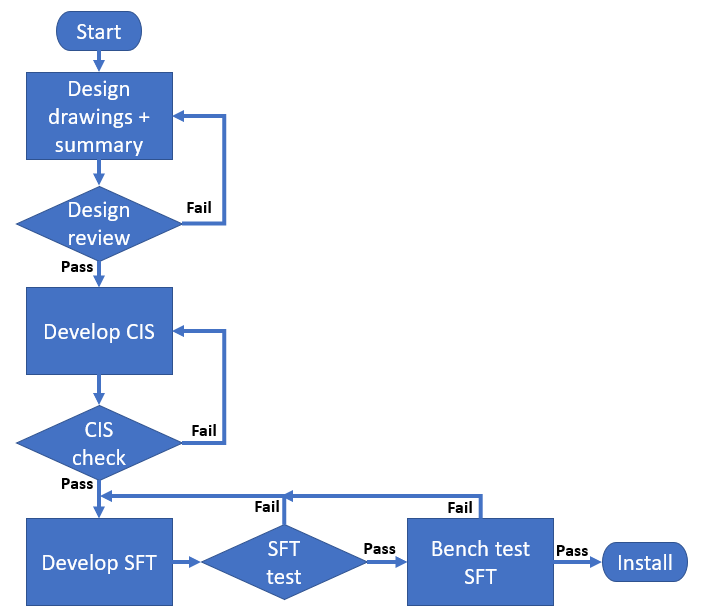 Start
Design
drawings +
summary
Design
review
Fail
Pass
Develop CIS
CIS
check
Fail
Pass
Develop SFT
SFT
test
Fail
Pass
Bench test
SFT
Fail
Pass
Install